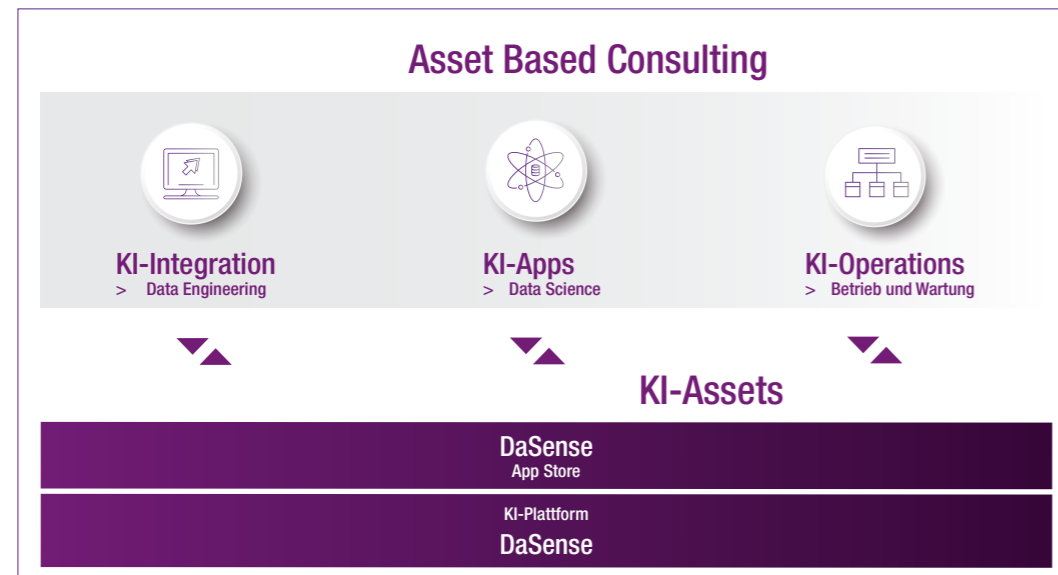 Asset Based Consulting
KI-Integration
> Data Engineering
KI-Apps
> Data Science
KI-Operations
> Betrieb und Wartung
KI-Assets
DaSense
App Store
KI-Plattform
DaSense